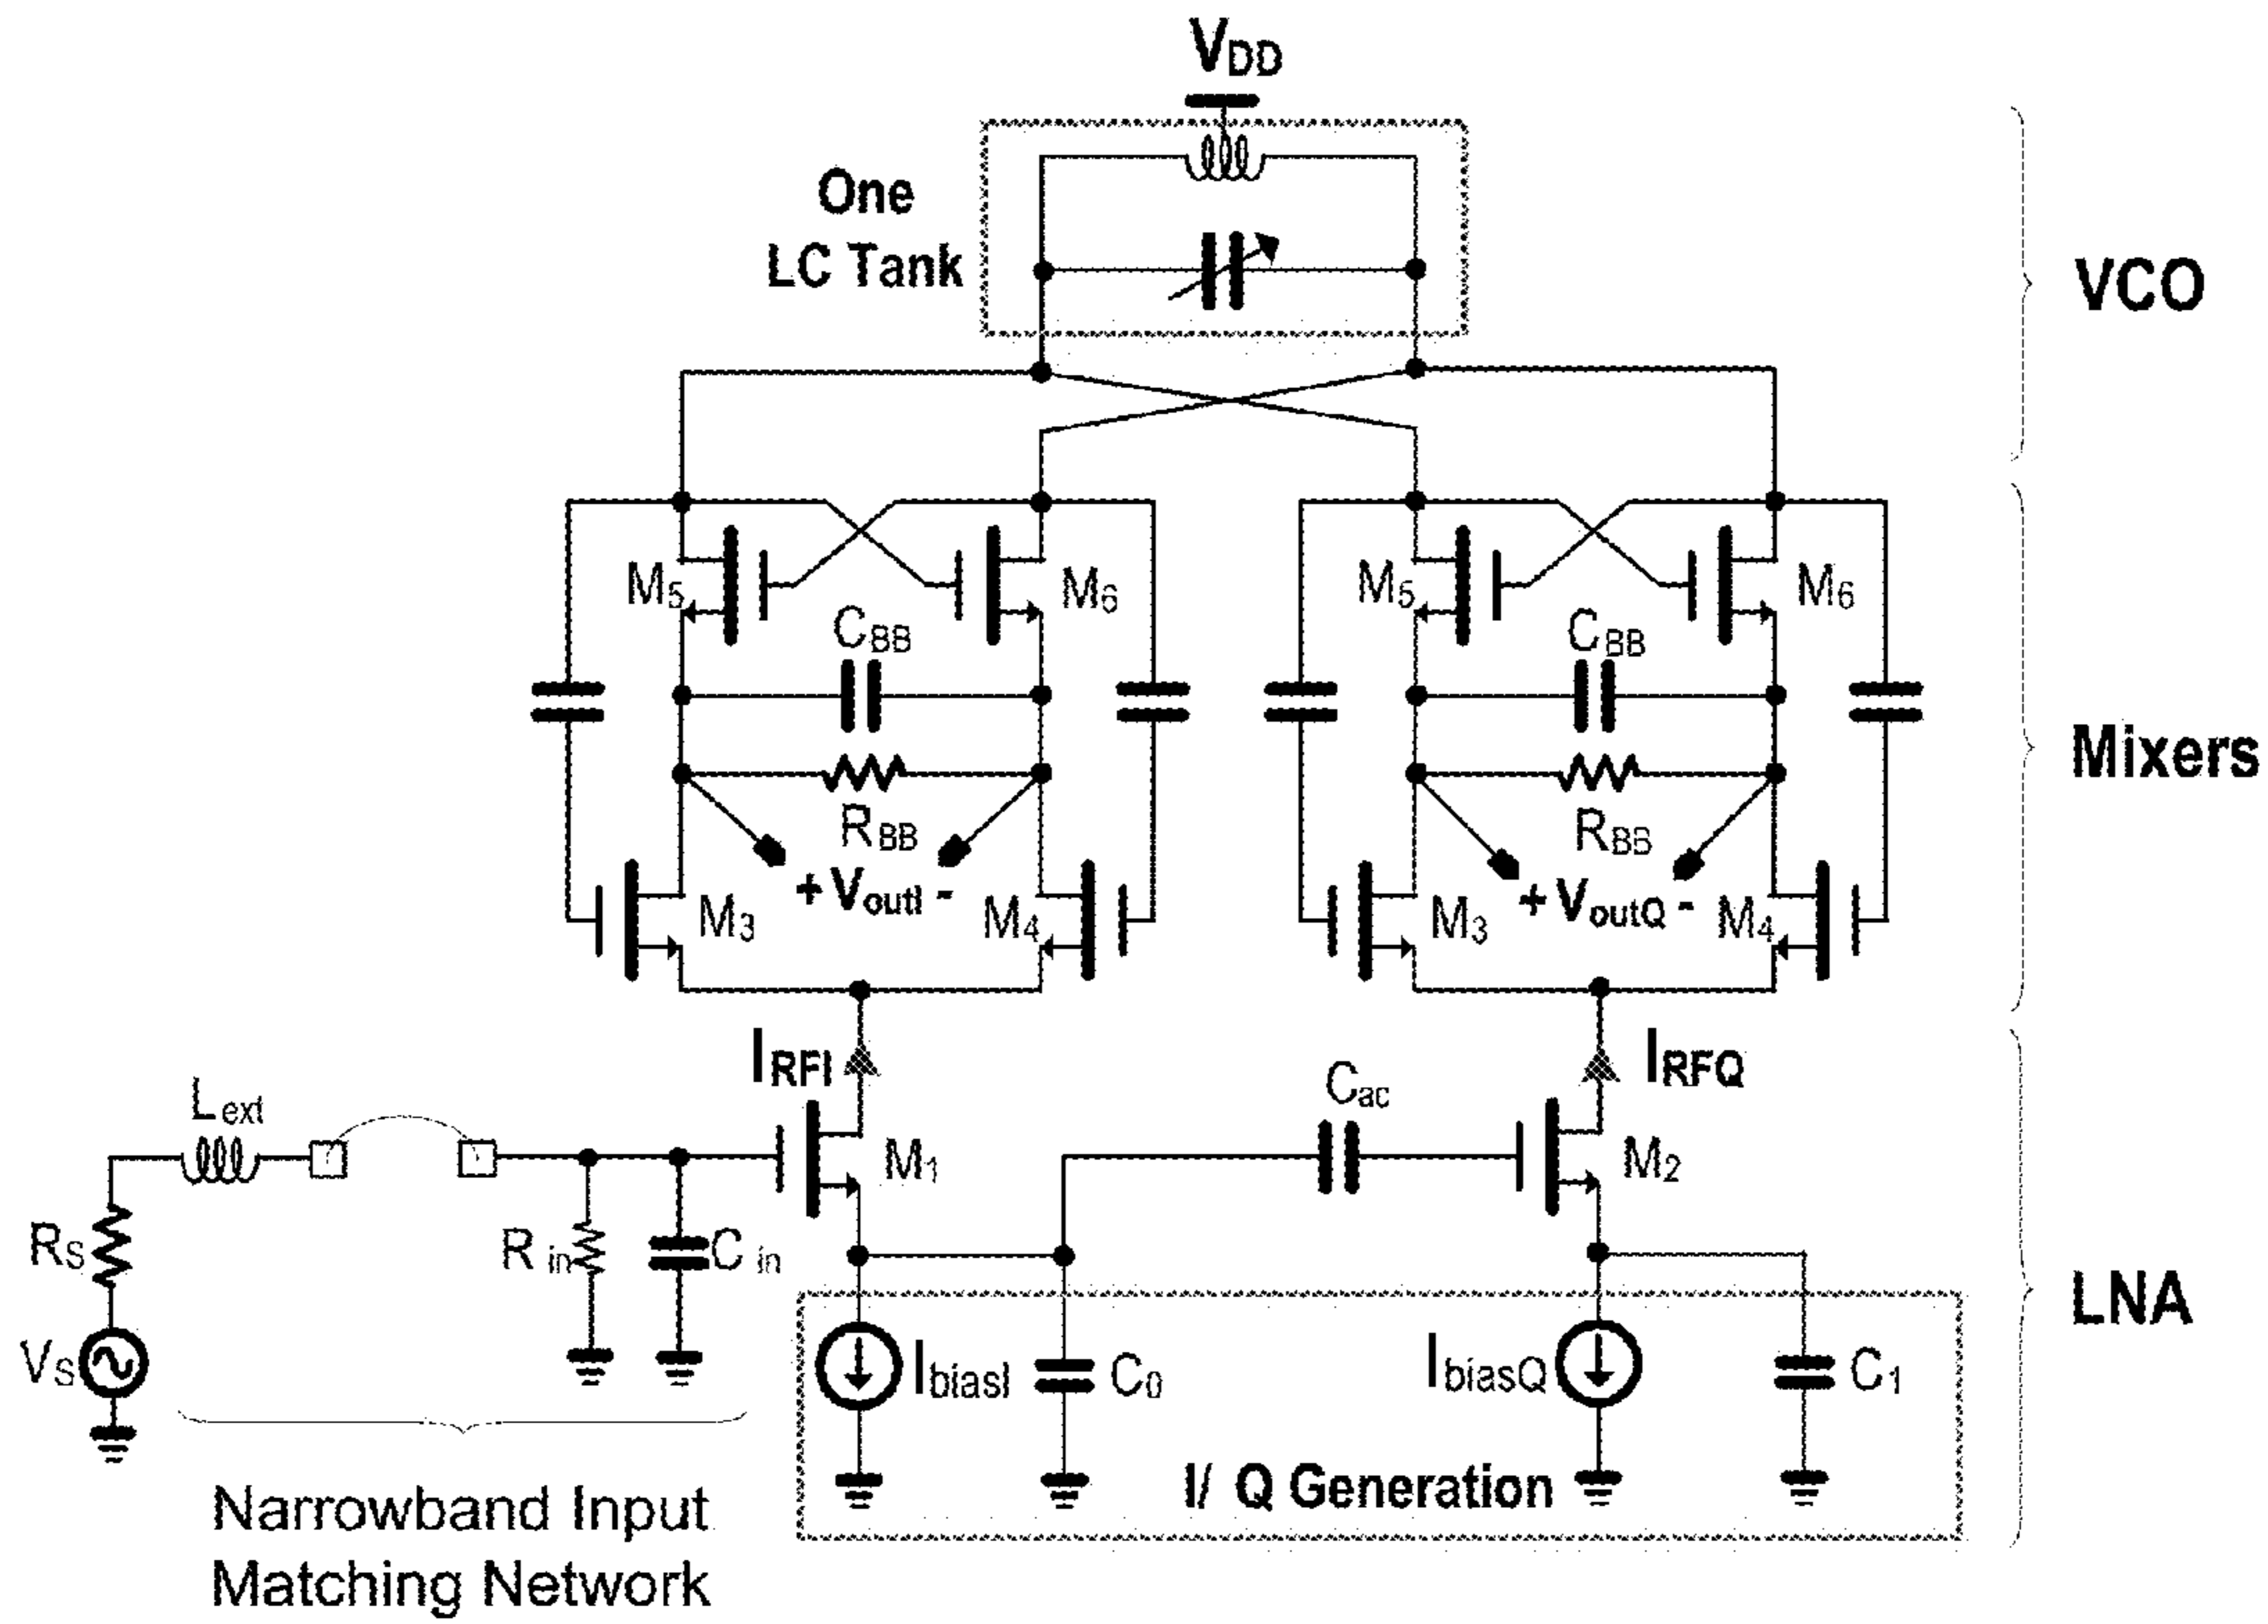 VDD
One
LC Tank
VCO
M5
M6
M5
M6
CBB
CBB
Mixers
RBB
RBB
+ VoutI -
+ VoutQ -
M3
M4
M3
M4
IRFI
IRFQ
Lext
Cac
M1
M2
RS
R in
C in
LNA
VS
IbiasI
C0
IbiasQ
C1
I/ Q Generation
Narrowband Input
Matching Network